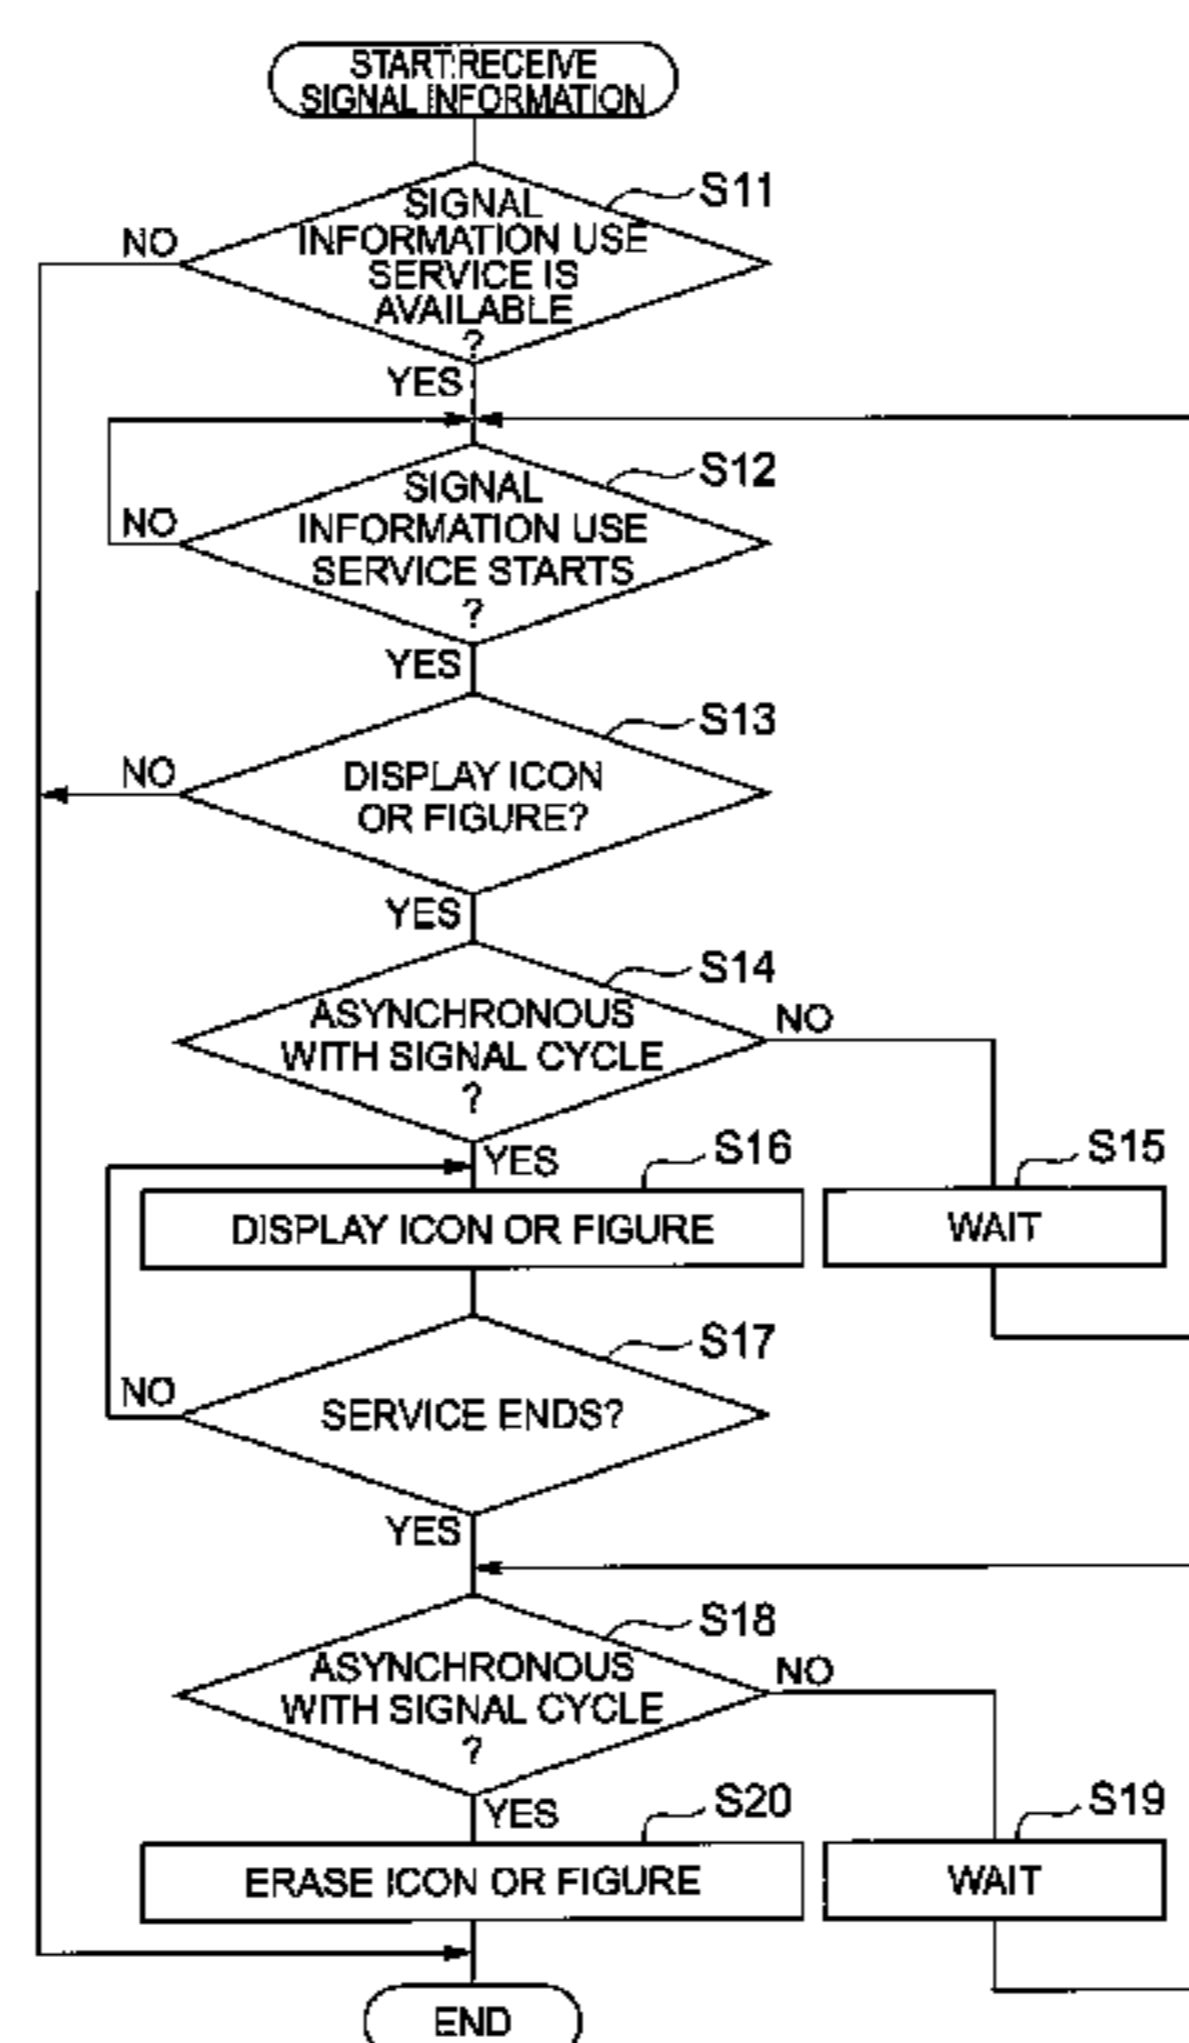 START:RECEIVE
SIGNAL INFORMATION
S11
SIGNAL
INFORMATION USE
SERVICE IS
AVAILABLE
?
NO
YES
S12
SIGNAL
INFORMATION USE
SERVICE STARTS
?
NO
YES
S13
DISPLAY ICON
OR FIGURE?
NO
YES
S14
ASYNCHRONOUS
WITH SIGNAL CYCLE
?
NO
YES
S16
S15
DISPLAY ICON OR FIGURE
WAIT
S17
SERVICE ENDS?
NO
YES
S18
ASYNCHRONOUS
WITH SIGNAL CYCLE
?
NO
YES
S20
S19
ERASE ICON OR FIGURE
WAIT
END